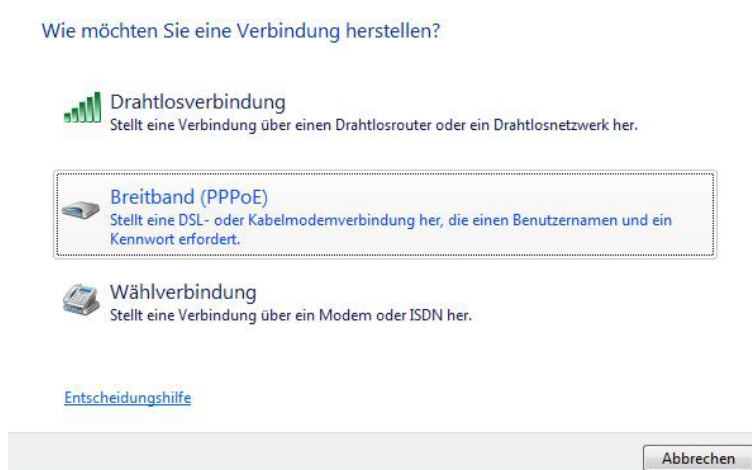 Wie möchten Sie eine Verbindung herstellen?
Drahtlosverbindung
Stellt eine Verbindung über einen Drahtlosrouter oder ein Drahtlosnetzwerk her.
Breitband (PPPoE)
Stellt eine DSL- oder Kabelmodemverbindung her, die einen Benutzernamen und ein
Kennwort erfordert.
Wählverbindung
Stellt eine Verbindung über ein Modem oder ISDN her.
Entscheidungshilfe
Abbrechen